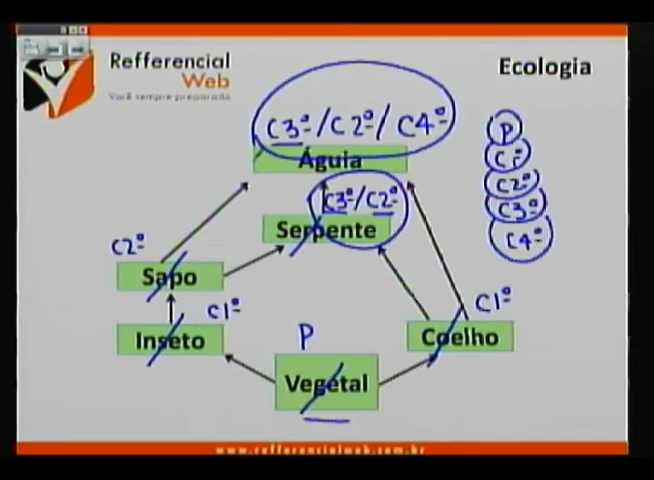 Refferencial
Web
Você sempre preparado
Ecologia
C3º/C2º/C4º
Águia
P
C1º
C2º
C3º
C4º
C3º/C2º
Serpente
C2º
Sapo
C1º
Inseto
P
C1º
Coelho
Vegetal
www.refferencialweb.com.br